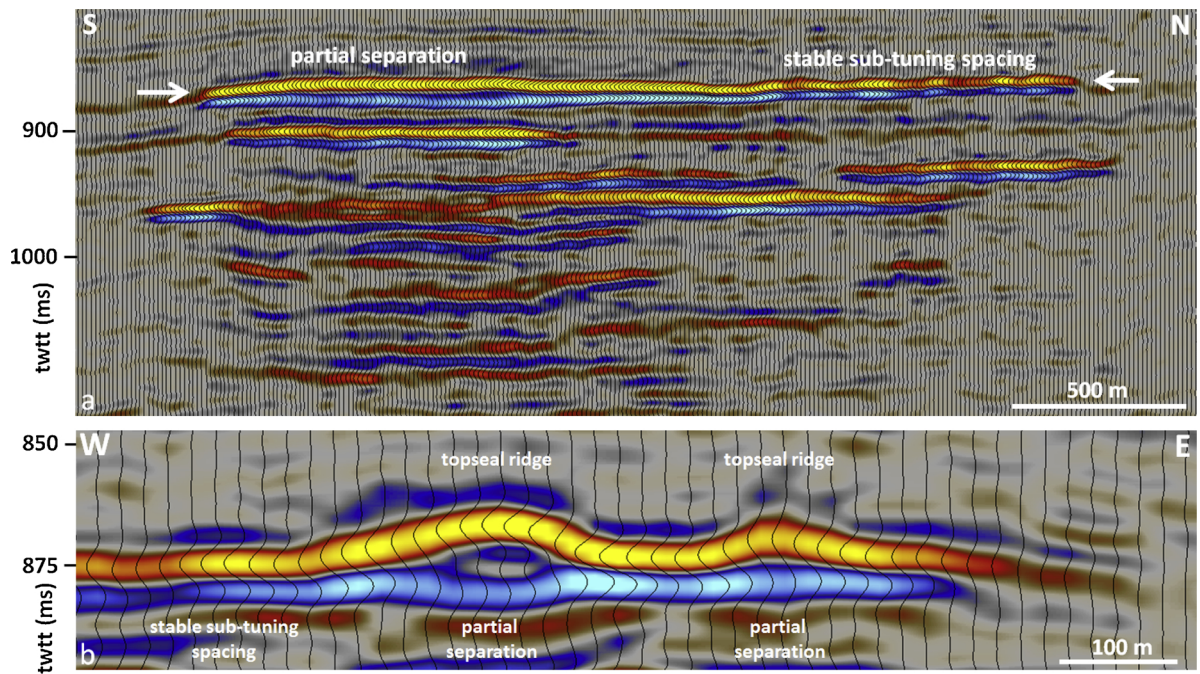 S
N
partial separation
stable sub-tuning spacing
900
1000
twtt (ms)
500 m
a
850
W
E
topseal ridge
topseal ridge
875
twtt (ms)
stable sub-tuning
spacing
partial
separation
partial
separation
100 m
b